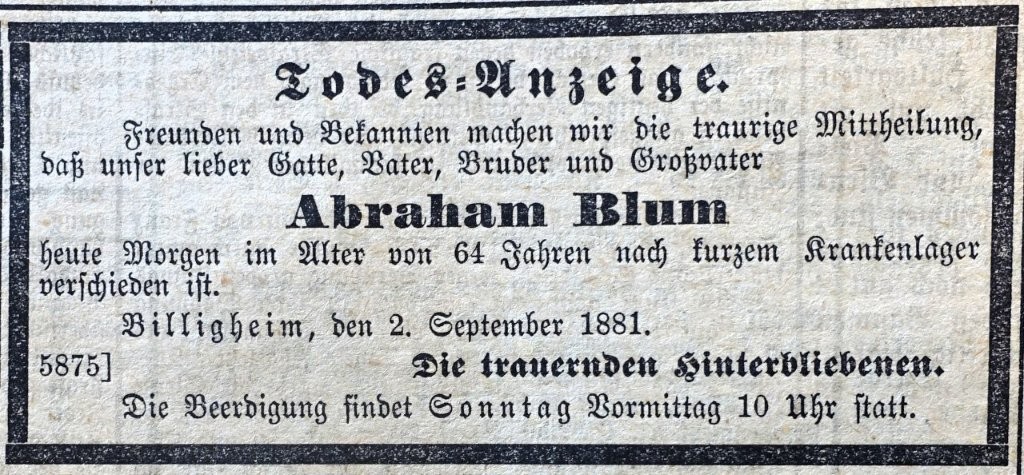 Todes-Anzeige.
Freunden und Bekannten machen wir die traurige Mittheilung,
daß unser lieber Gatte, Vater, Bruder und Großvater
Abraham Blum
heute Morgen im Alter von 64 Jahren nach kurzem Krankenlager
verschieden ist.
Billigheim, den 2. September 1881.
5875] Die trauernden Hinterbliebenen.
Die Beerdigung findet Sonntag Vormittag 10 Uhr statt.